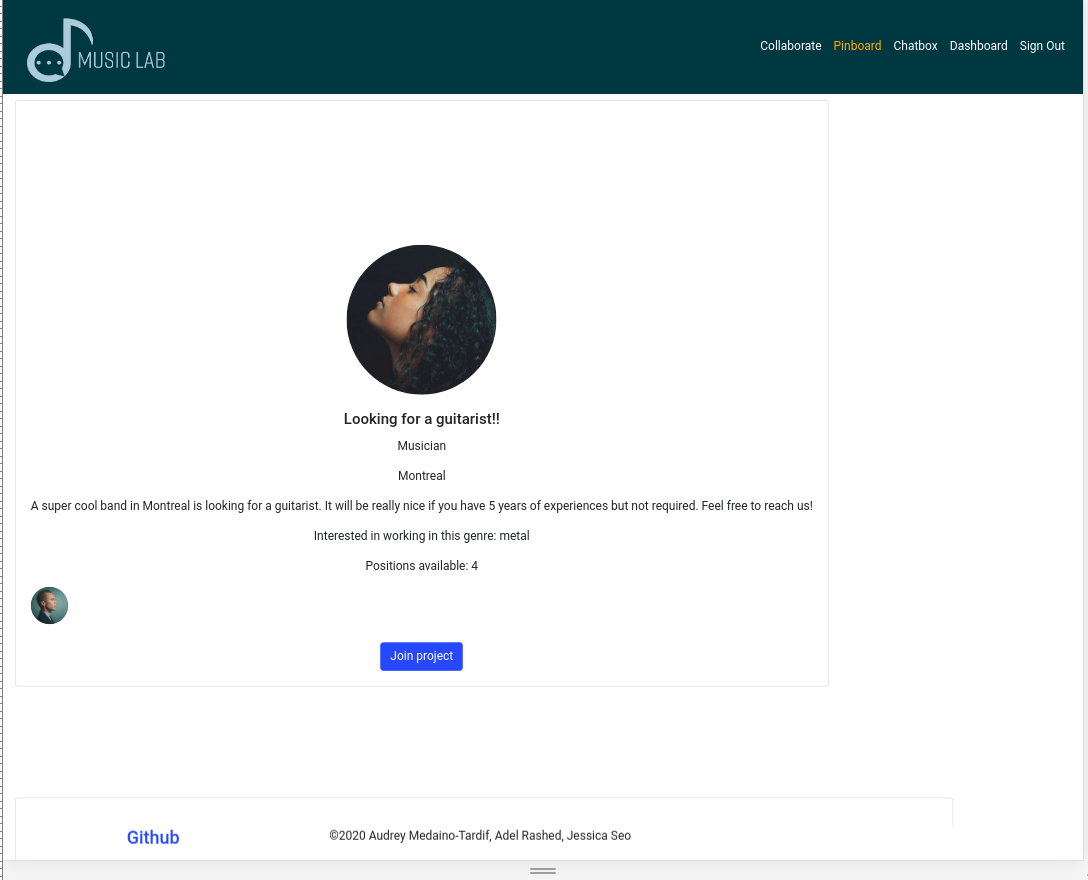 MUSIC LAB
Collaborate Pinboard Chatbox Dashboard Sign Out
Looking for a guitarist!!
Musician
Montreal
A super cool band in Montreal is looking for a guitarist. It will be really nice if you have 5 years of experiences but not required. Feel free to reach us!
Interested in working in this genre: metal
Positions available: 4
Join project
Github
©2020 Audrey Medaino-Tardif, Adel Rashed, Jessica Seo